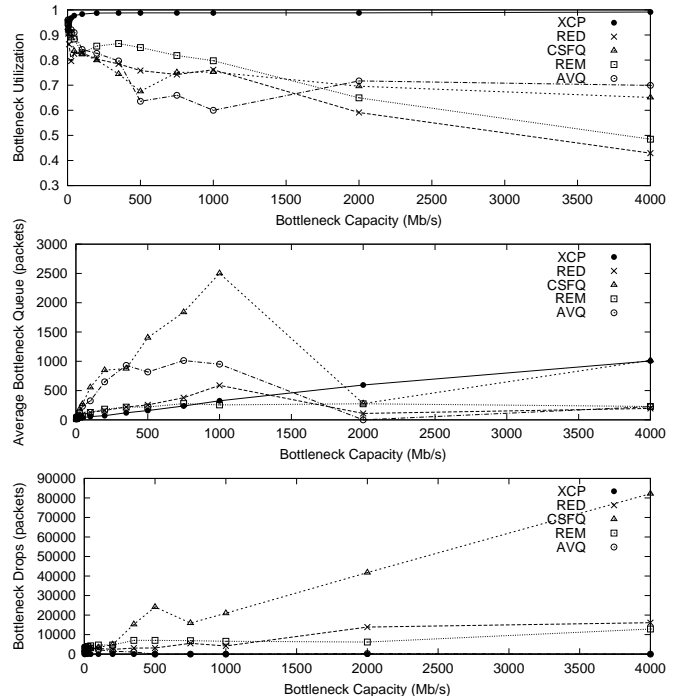 1
0.9
0.8
0.7
0.6
0.5
0.4
0.3
Bottleneck Utilization
XCP
RED
CSFQ
REM
AVQ
0 500 1000 1500 2000 2500 3000 3500 4000
Bottleneck Capacity (Mb/s)
3000
2500
2000
1500
1000
500
0
Average Bottleneck Queue (packets)
XCP
RED
CSFQ
REM
AVQ
0 500 1000 1500 2000 2500 3000 3500 4000
Bottleneck Capacity (Mb/s)
90000
80000
70000
60000
50000
40000
30000
20000
10000
0
Bottleneck Drops (packets)
XCP
RED
CSFQ
REM
AVQ
0 500 1000 1500 2000 2500 3000 3500 4000
Bottleneck Capacity (Mb/s)